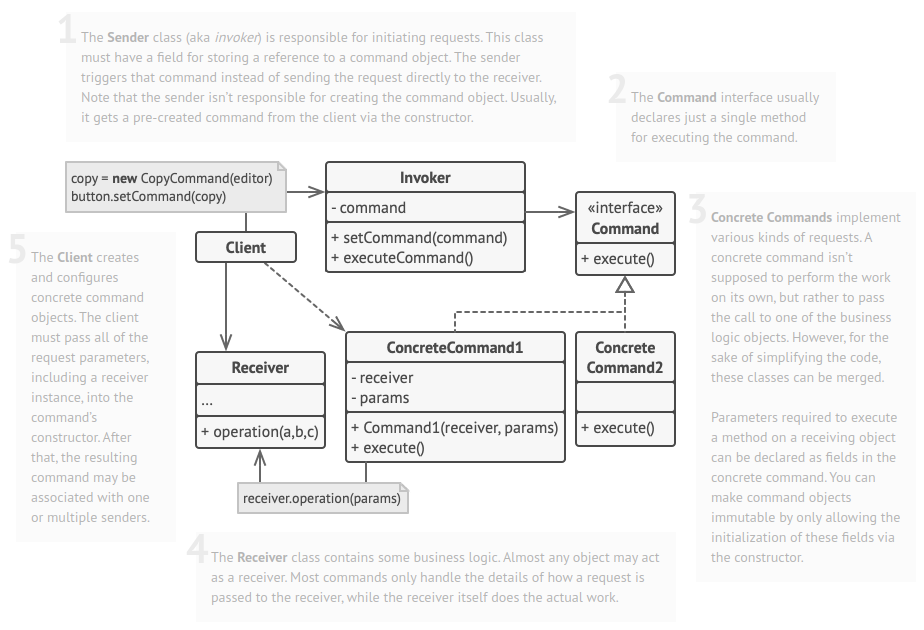 1
The Sender class (aka invoker) is responsible for initiating requests. This class
must have a field for storing a reference to a command object. The sender
triggers that command instead of sending the request directly to the receiver.
Note that the sender isn't responsible for creating the command object. Usually,
it gets a pre-created command from the client via the constructor.
2
The Command interface usually
declares just a single method
for executing the command.
copy = new CopyCommand(editor)
button.setCommand(copy)
Invoker
- command
+ setCommand(command)
+ executeCommand()
«interface»
Command
+ execute()
3
Concrete Commands implement
various kinds of requests. A
concrete command isn't
supposed to perform the work
on its own, but rather to pass
the call to one of the business
logic objects. However, for the
sake of simplifying the code,
these classes can be merged.
Parameters required to execute
a method on a receiving object
can be declared as fields in the
concrete command. You can
make command objects
immutable by only allowing the
initialization of these fields via
the constructor.
Client
5
The Client creates
and configures
concrete command
objects. The client
must pass all of the
request parameters,
including a receiver
instance, into the
command's
constructor. After
that, the resulting
command may be
associated with one
or multiple senders.
Receiver
...
+ operation(a,b,c)
ConcreteCommand1
- receiver
- params
+ Command1(receiver, params)
+ execute()
Concrete
Command2
+ execute()
receiver.operation(params)
4
The Receiver class contains some business logic. Almost any object may act
as a receiver. Most commands only handle the details of how a request is
passed to the receiver, while the receiver itself does the actual work.